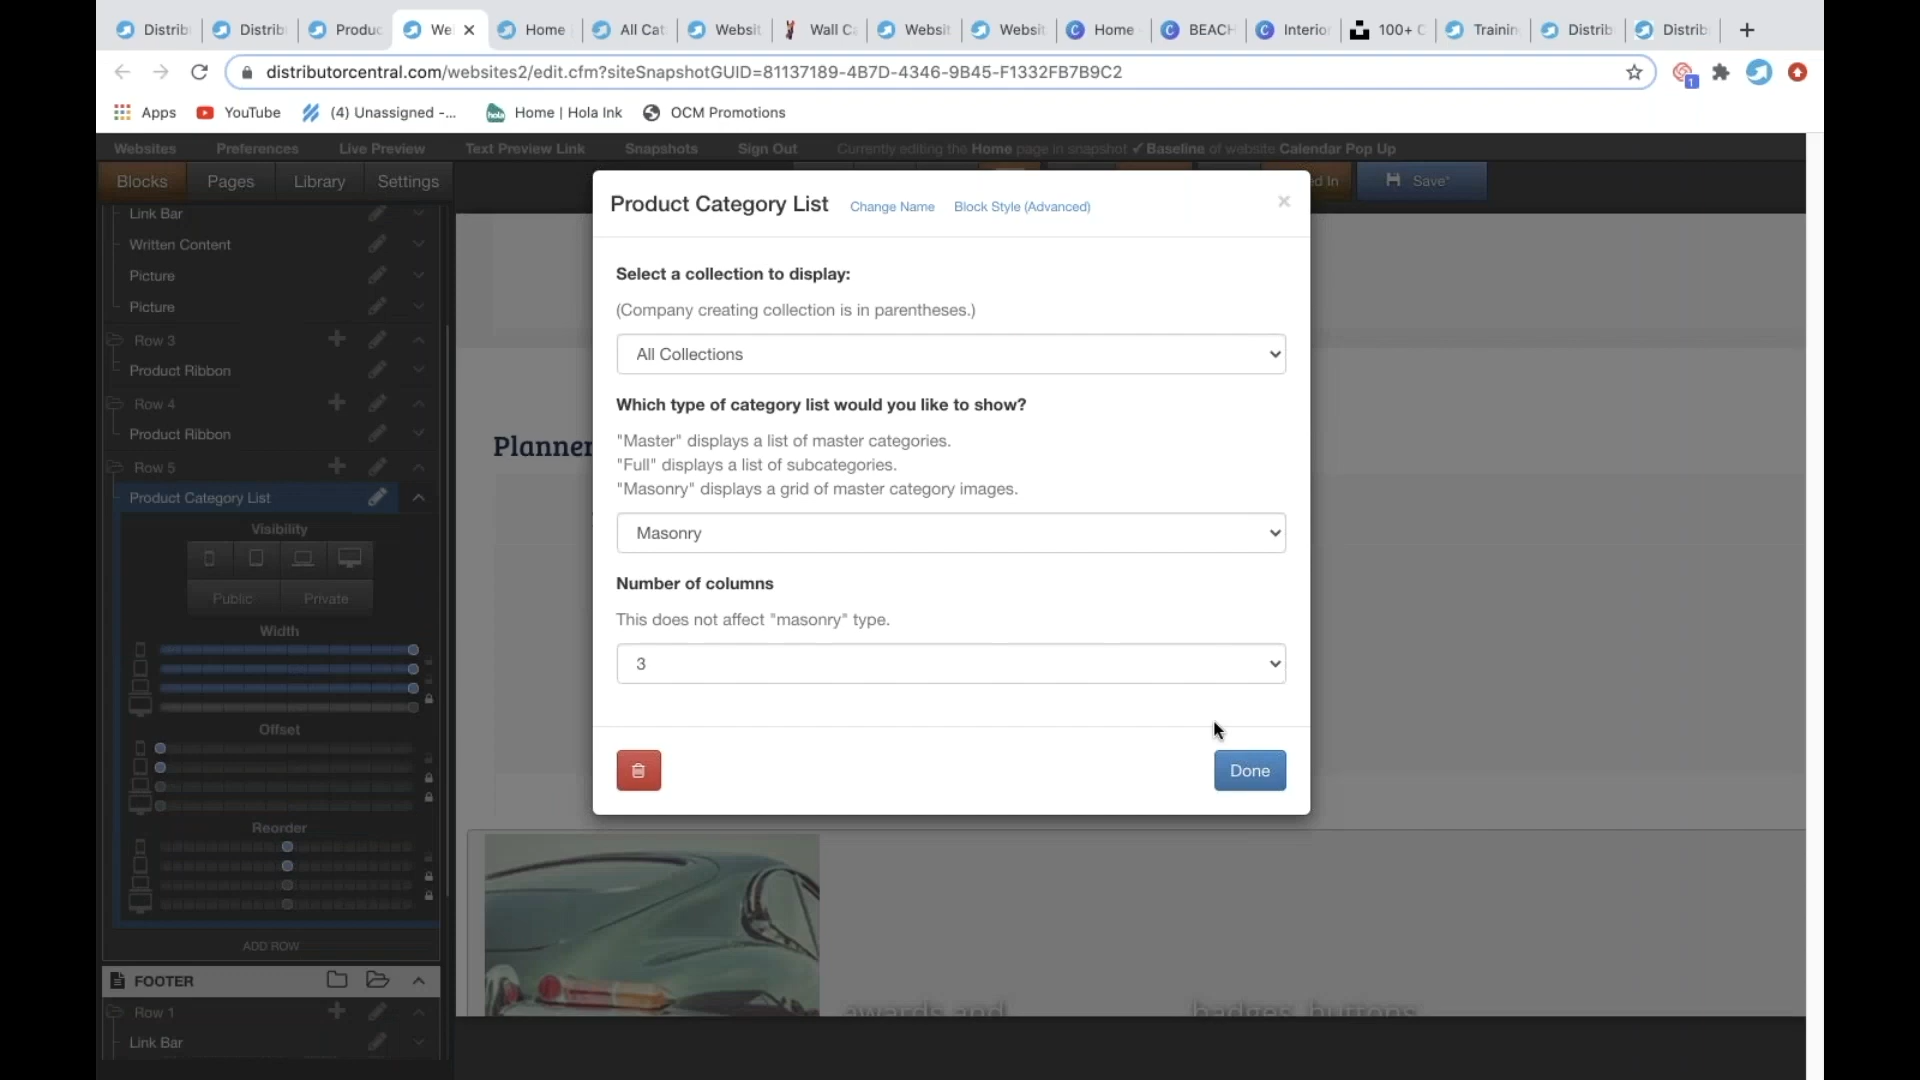 Distrib
Distrib
Produc
We
Home
All Cat
Websit
Wall Ca
Websit
Websit
Home
BEACH
Interio
100+ C
Training
Distrib
Distrib
distributorcentral.com/websites2/edit.cfm?siteSnapshotGUID=81137189-4B7D-4346-9B45-F1332FB7B9C2
1
Apps
YouTube
(4) Unassigned -...
hola
Home | Hola Ink
OCM Promotions
Websites Preferences Live Preview Text Preview Link Snapshots Sign Out Currently editing the Home page in snapshot ✓ Baseline of website Calendar Pop Up
Blocks Pages Library Settings
ed In
Save*
Link Bar
Written Content
Picture
Picture
Row 3
Product Ribbon
Row 4
Product Ribbon
Row 5
Product Category List
Visibility
Public Private
Width
Offset
Reorder
ADD ROW
FOOTER
Row 1
Link Bar
Planner
Product Category List Change Name Block Style (Advanced)
Select a collection to display:
(Company creating collection is in parentheses.)
All Collections
Which type of category list would you like to show?
"Master" displays a list of master categories.
"Full" displays a list of subcategories.
"Masonry" displays a grid of master category images.
Masonry
Number of columns
This does not affect "masonry" type.
3
Done
awards and
badges, buttons